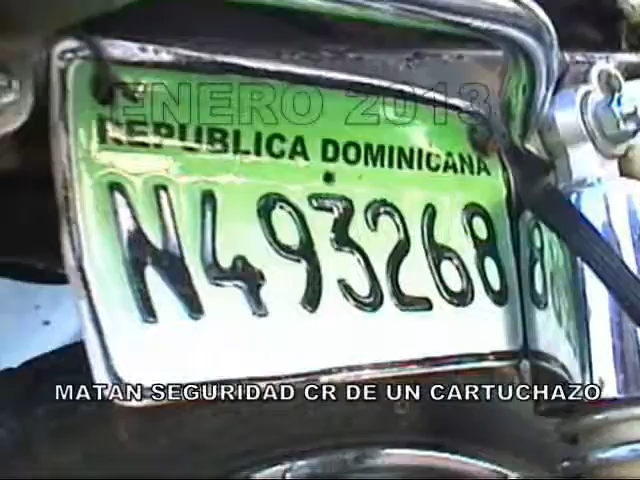 ENERO 2013
REPUBLICA DOMINICANA
N493268
MATAN SEGURIDAD CR DE UN CARTUCHAZO